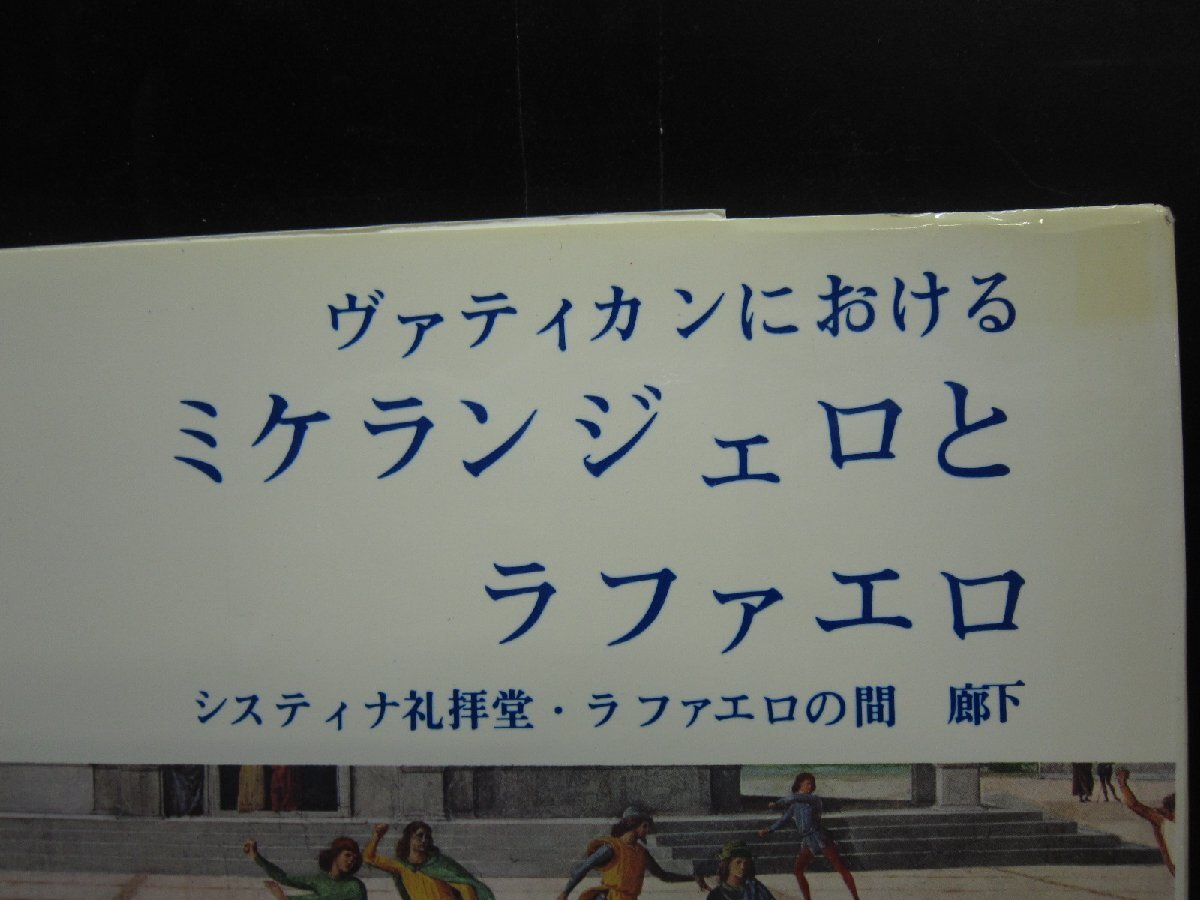 ヴァティカンにおける
ミケランジェロと
ラファエロ
システィナ礼拝堂・ラファエロの間　廊下